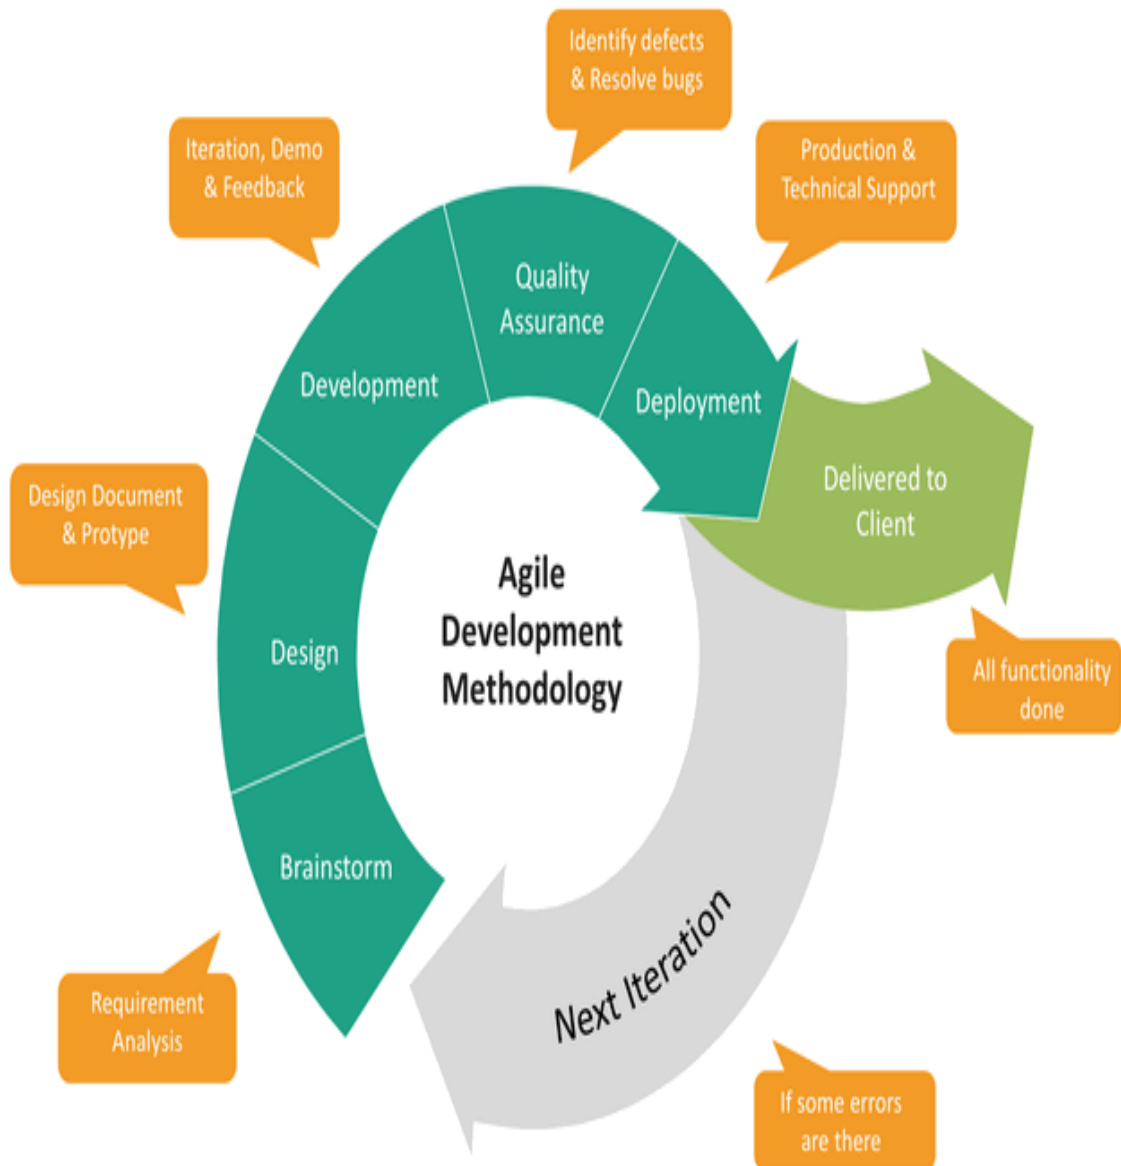 Identify defects
& Resolve bugs
Iteration, Demo
& Feedback
Production &
Technical Support
Quality
Assurance
Development
Deployment
Delivered to
Client
Design Document
& Protype
Agile
Development
Methodology
Design
All functionality
done
Brainstorm
Next Iteration
Requirement
Analysis
If some errors
are there